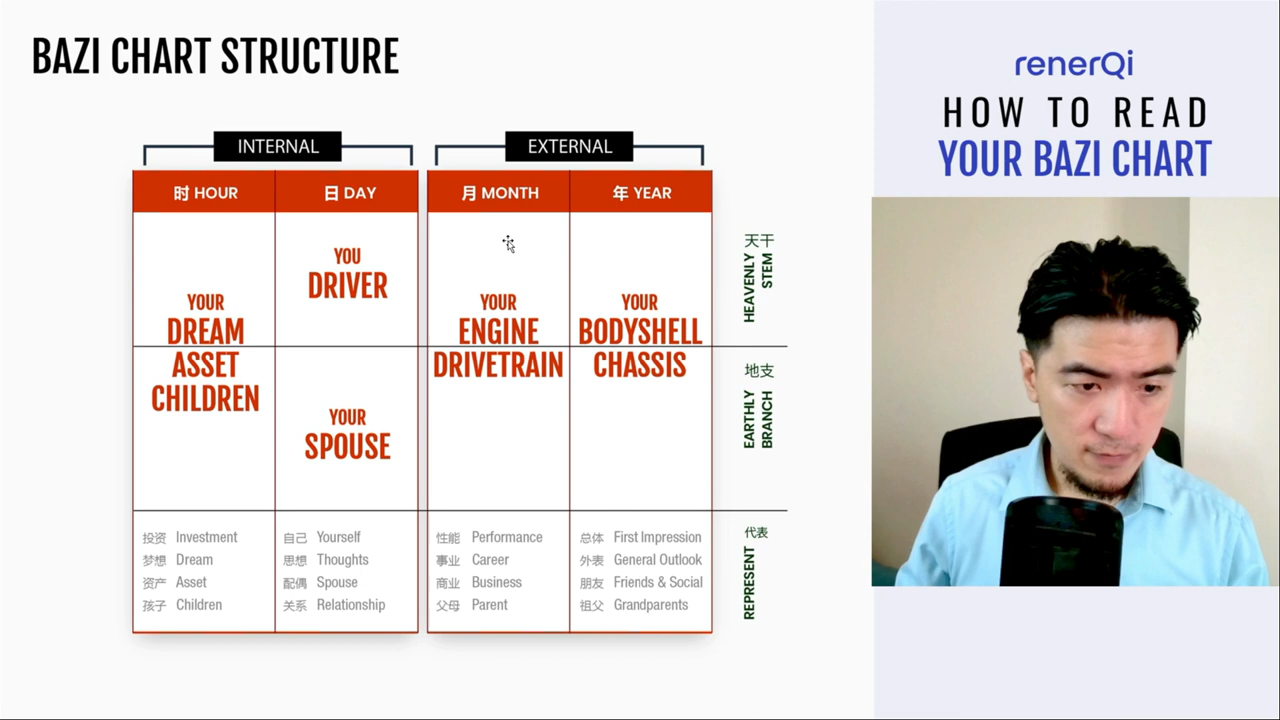 BAZI CHART STRUCTURE
INTERNAL
EXTERNAL
时 HOUR
日 DAY
月 MONTH
年 YEAR
YOUR
DREAM
ASSET
CHILDREN
YOU
DRIVER
YOUR
SPOUSE
YOUR
ENGINE
DRIVETRAIN
YOUR
BODYSHELL
CHASSIS
天干
HEAVENLY
STEM
地支
EARTHLY
BRANCH
投资 Investment
梦想 Dream
资产 Asset
孩子 Children
自己 Yourself
思想 Thoughts
配偶 Spouse
关系 Relationship
性能 Performance
事业 Career
商业 Business
父母 Parent
总体 First Impression
外表 General Outlook
朋友 Friends & Social
祖父 Grandparents
代表
REPRESENT
renerQi
HOW TO READ
YOUR BAZI CHART